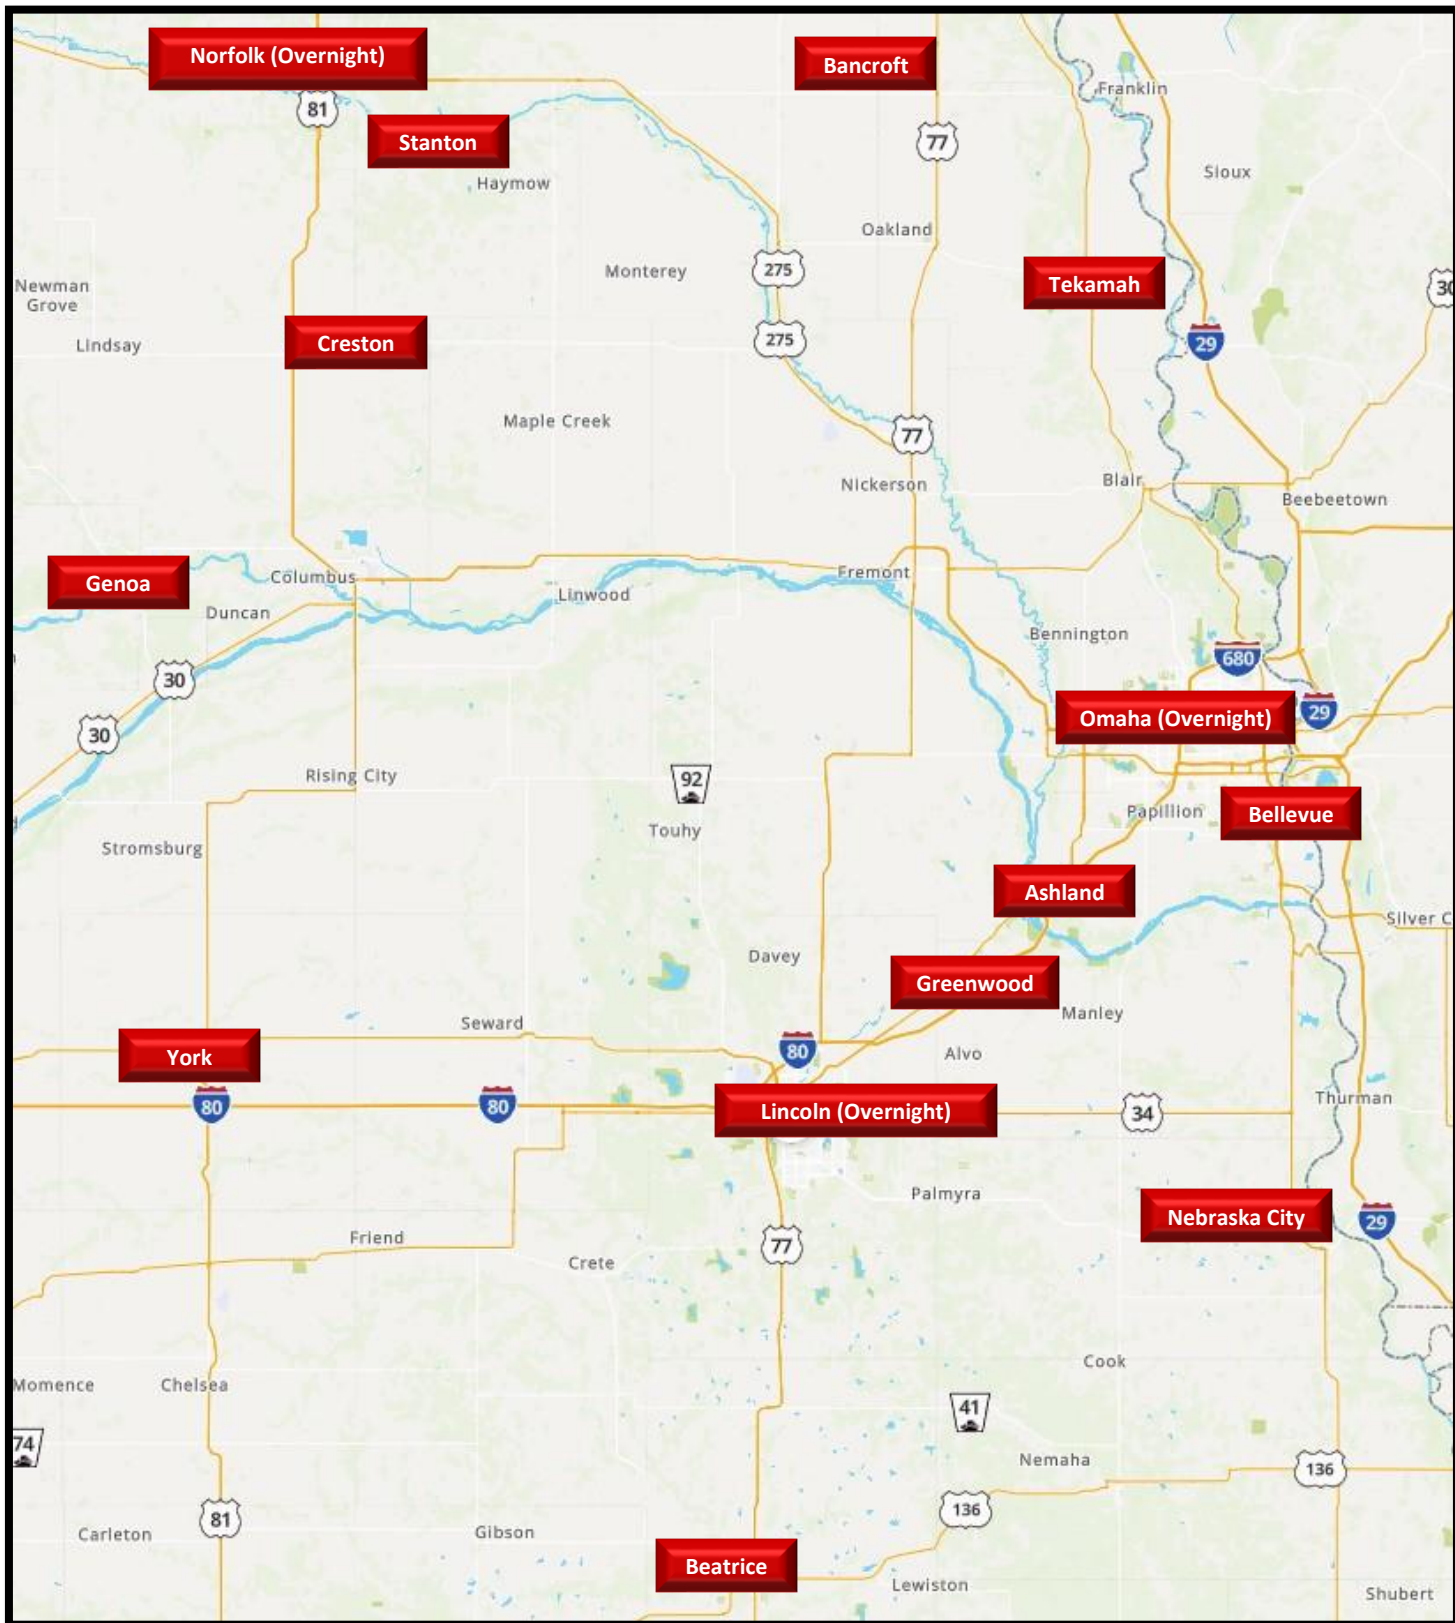 Norfolk (Overnight)
Bancroft
Franklin
81
Stanton
77
Haymow
Sioux
Oakland
Monterey
275
Tekamah
30
Newman
Grove
Lindsay
Creston
275
29
Maple Creek
77
Nickerson
Blair
Beebeetown
Genoa
Columbus
Fremont
Duncan
Linwood
Bennington
30
680
30
Omaha (Overnight)
29
Rising City
92
Touhy
Papillion
Bellevue
Stromsburg
Ashland
Silver C
Davey
Greenwood
Manley
Seward
York
80
Alvo
80
80
Lincoln (Overnight)
34
Thurman
Palmyra
Nebraska City
29
Friend
77
Crete
Cook
Momence
Chelsea
41
74
Nemaha
136
81
136
Carleton
Gibson
Beatrice
Lewiston
Shubert